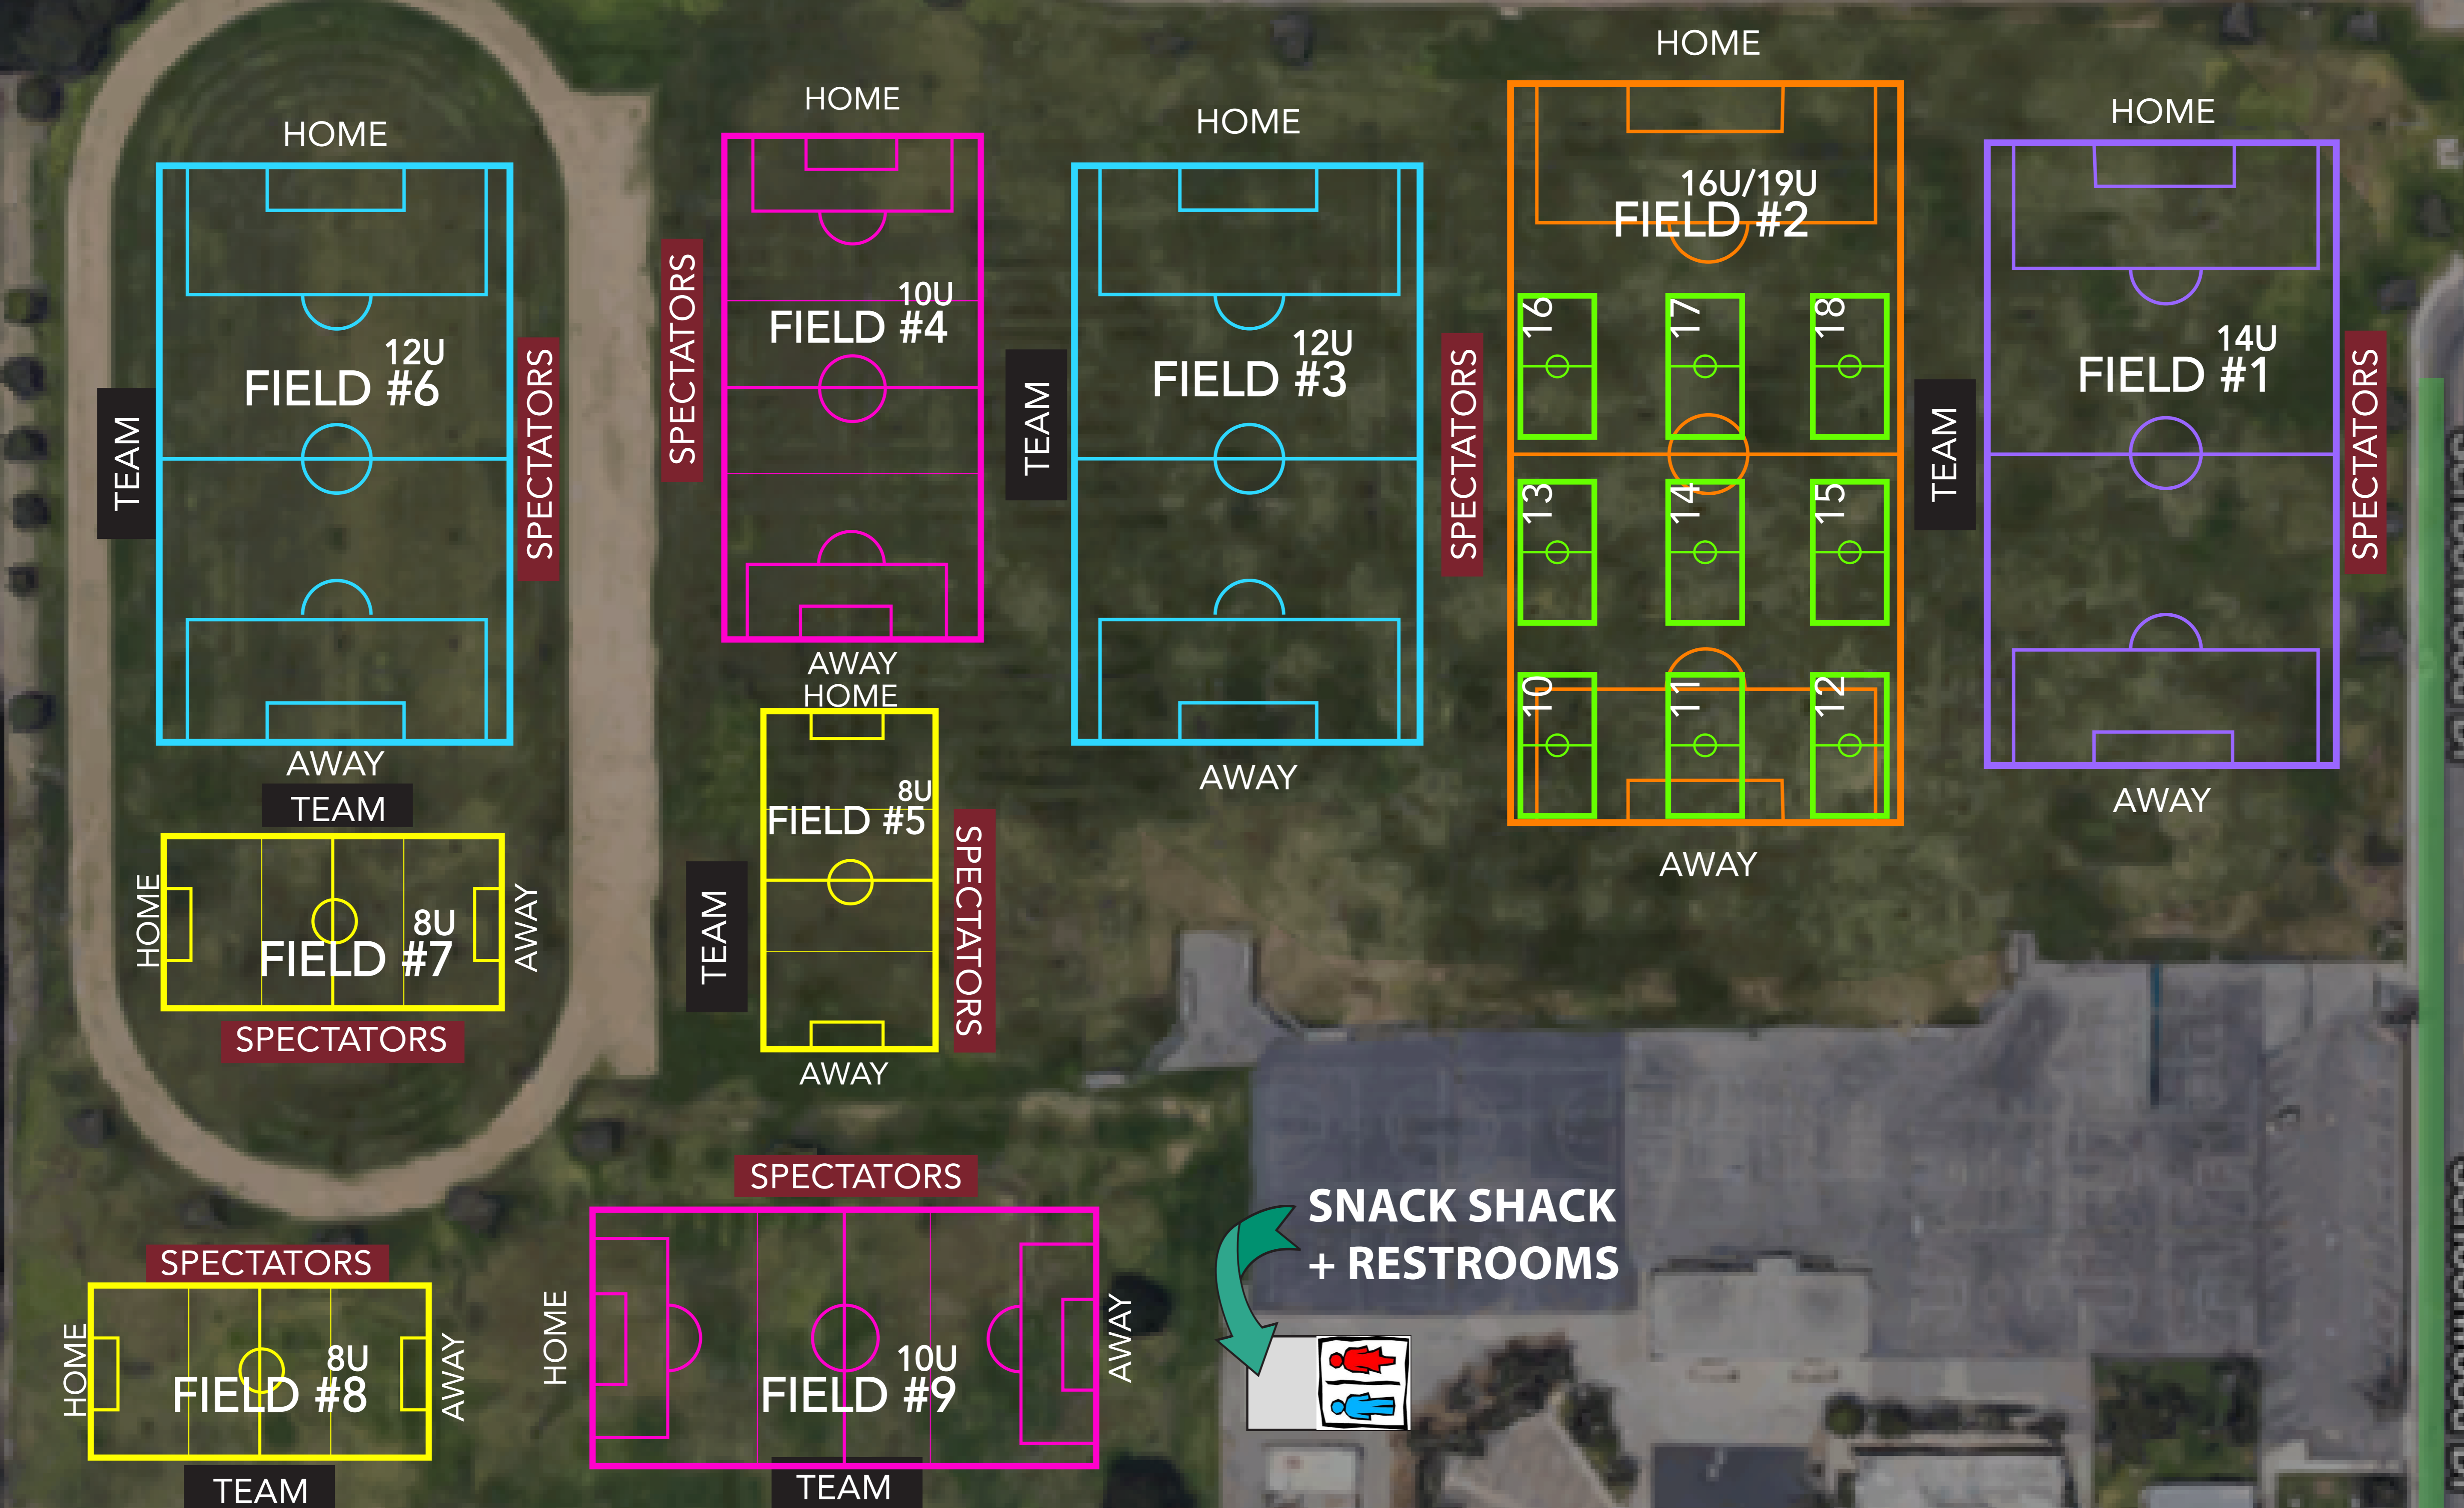 HOME
12U
FIELD #6
TEAM
SPECTATORS
AWAY
HOME
SPECTATORS
10U
FIELD #4
AWAY
HOME
TEAM
12U
FIELD #3
SPECTATORS
AWAY
HOME
16U/19U
FIELD #2
16
17
18
13
14
15
10
11
12
AWAY
HOME
TEAM
14U
FIELD #1
SPECTATORS
AWAY
TEAM
HOME
8U
FIELD #7
AWAY
SPECTATORS
HOME
8U
FIELD #5
TEAM
SPECTATORS
AWAY
SPECTATORS
HOME
8U
FIELD #8
AWAY
TEAM
SPECTATORS
HOME
10U
FIELD #9
AWAY
TEAM
SNACK SHACK
+ RESTROOMS